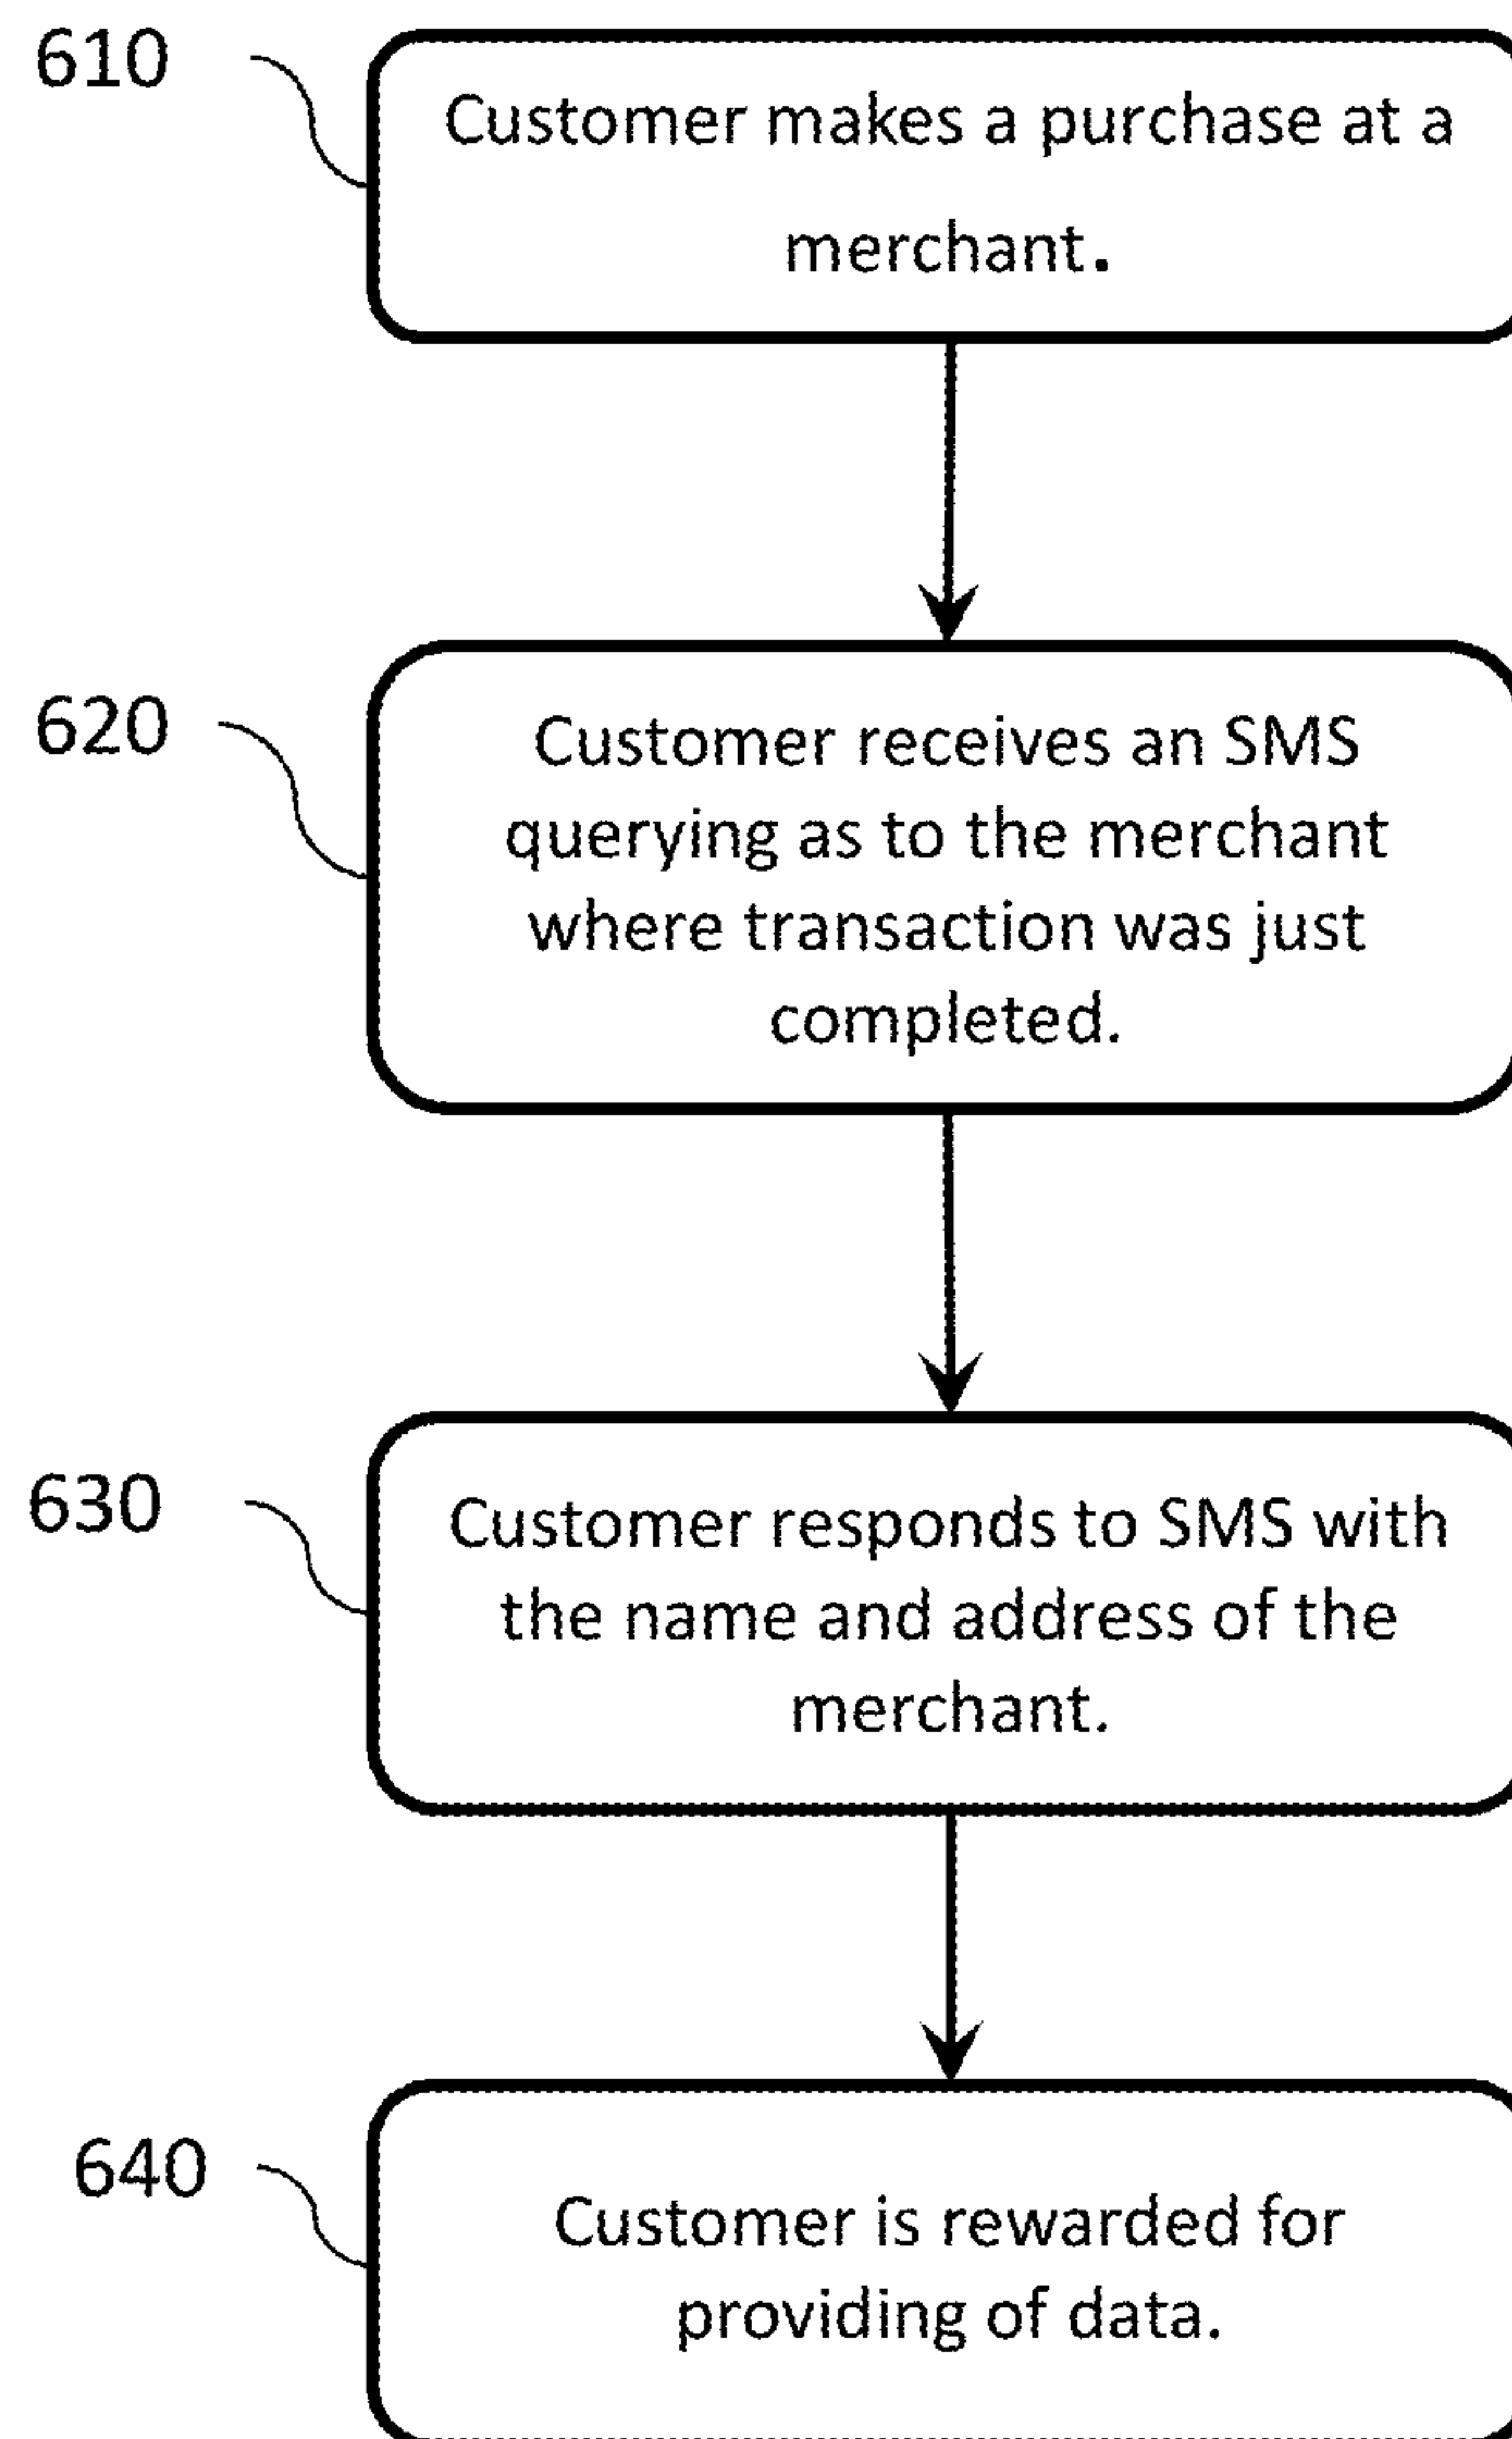 610
Customer makes a purchase at a
merchant.
620
Customer receives an SMS
querying as to the merchant
where transaction was just
completed.
630
Customer responds to SMS with
the name and address of the
merchant.
640
Customer is rewarded for
providing of data.